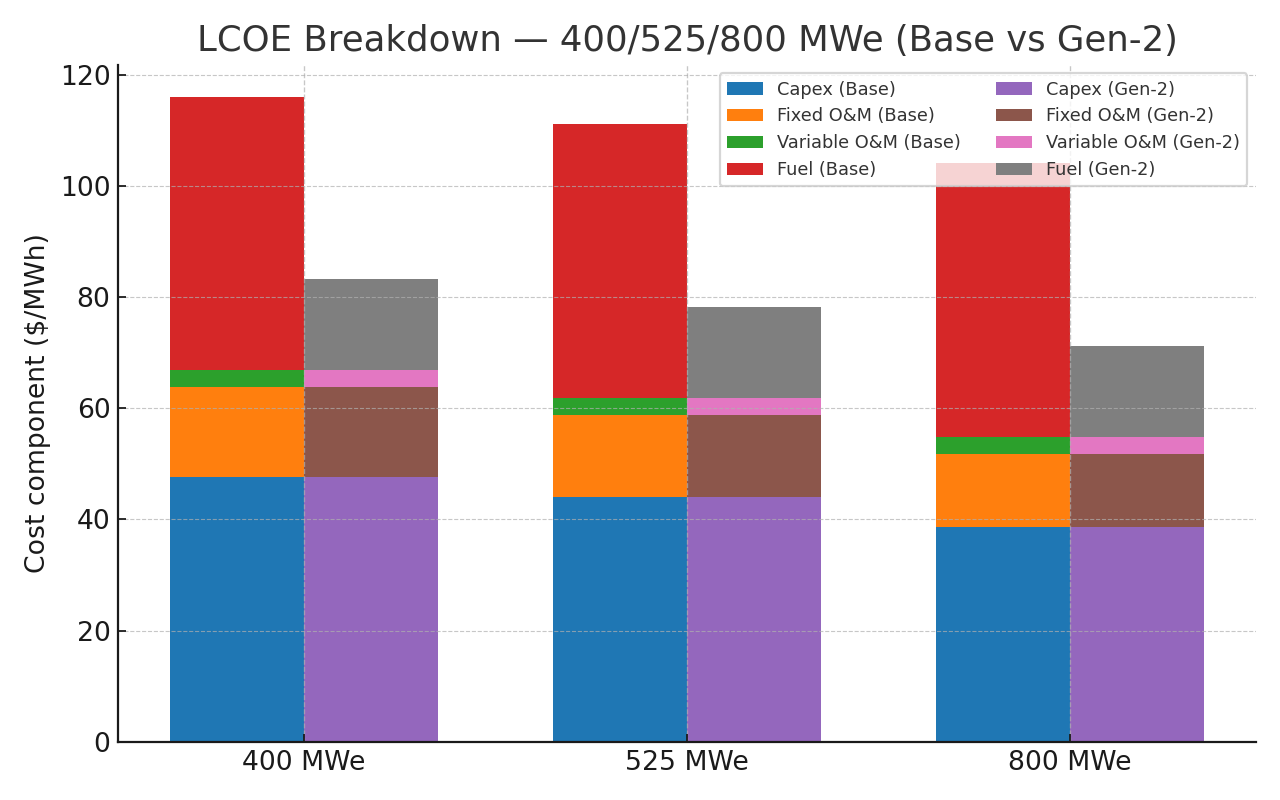 LCOE Breakdown — 400/525/800 MWe (Base vs Gen-2)
Cost component ($/MWh)
120
100
80
60
40
20
0
Capex (Base)
Fixed O&M (Base)
Variable O&M (Base)
Fuel (Base)
Capex (Gen-2)
Fixed O&M (Gen-2)
Variable O&M (Gen-2)
Fuel (Gen-2)
400 MWe
525 MWe
800 MWe